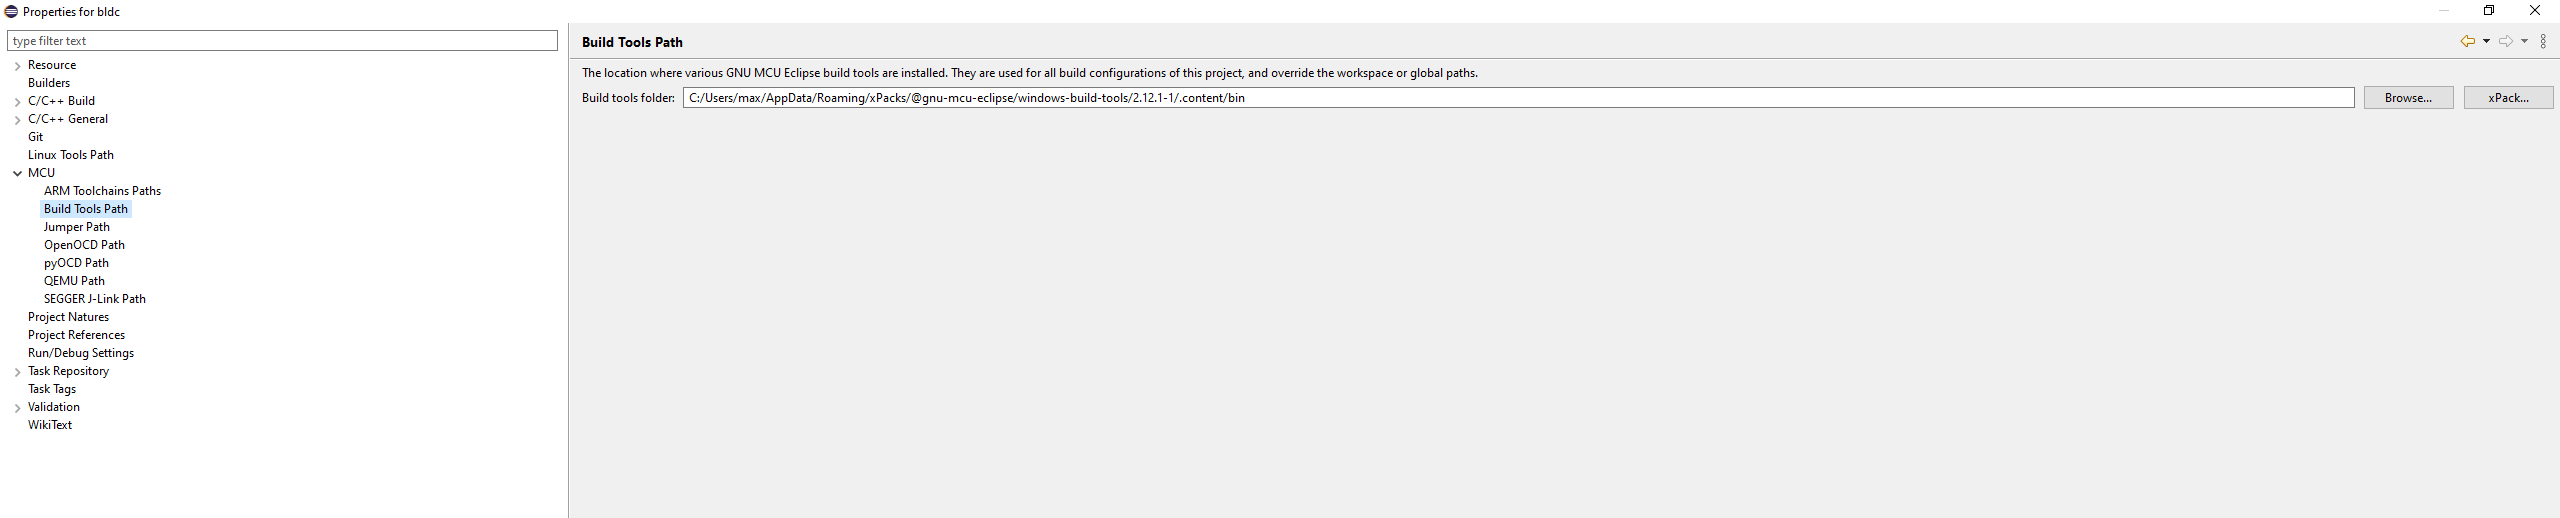 Properties for bldc
type filter text
Resource
Builders
C/C++ Build
C/C++ General
Git
Linux Tools Path
MCU
ARM Toolchains Paths
Build Tools Path
Jumper Path
OpenOCD Path
pyOCD Path
QEMU Path
SEGGER J-Link Path
Project Natures
Project References
Run/Debug Settings
Task Repository
Task Tags
Validation
WikiText
Build Tools Path
The location where various GNU MCU Eclipse build tools are installed. They are used for all build configurations of this project, and override the workspace or global paths.
Build tools folder: C:/Users/max/AppData/Roaming/xPacks/@gnu-mcu-eclipse/windows-build-tools/2.12.1-1/.content/bin Browse... xPack...